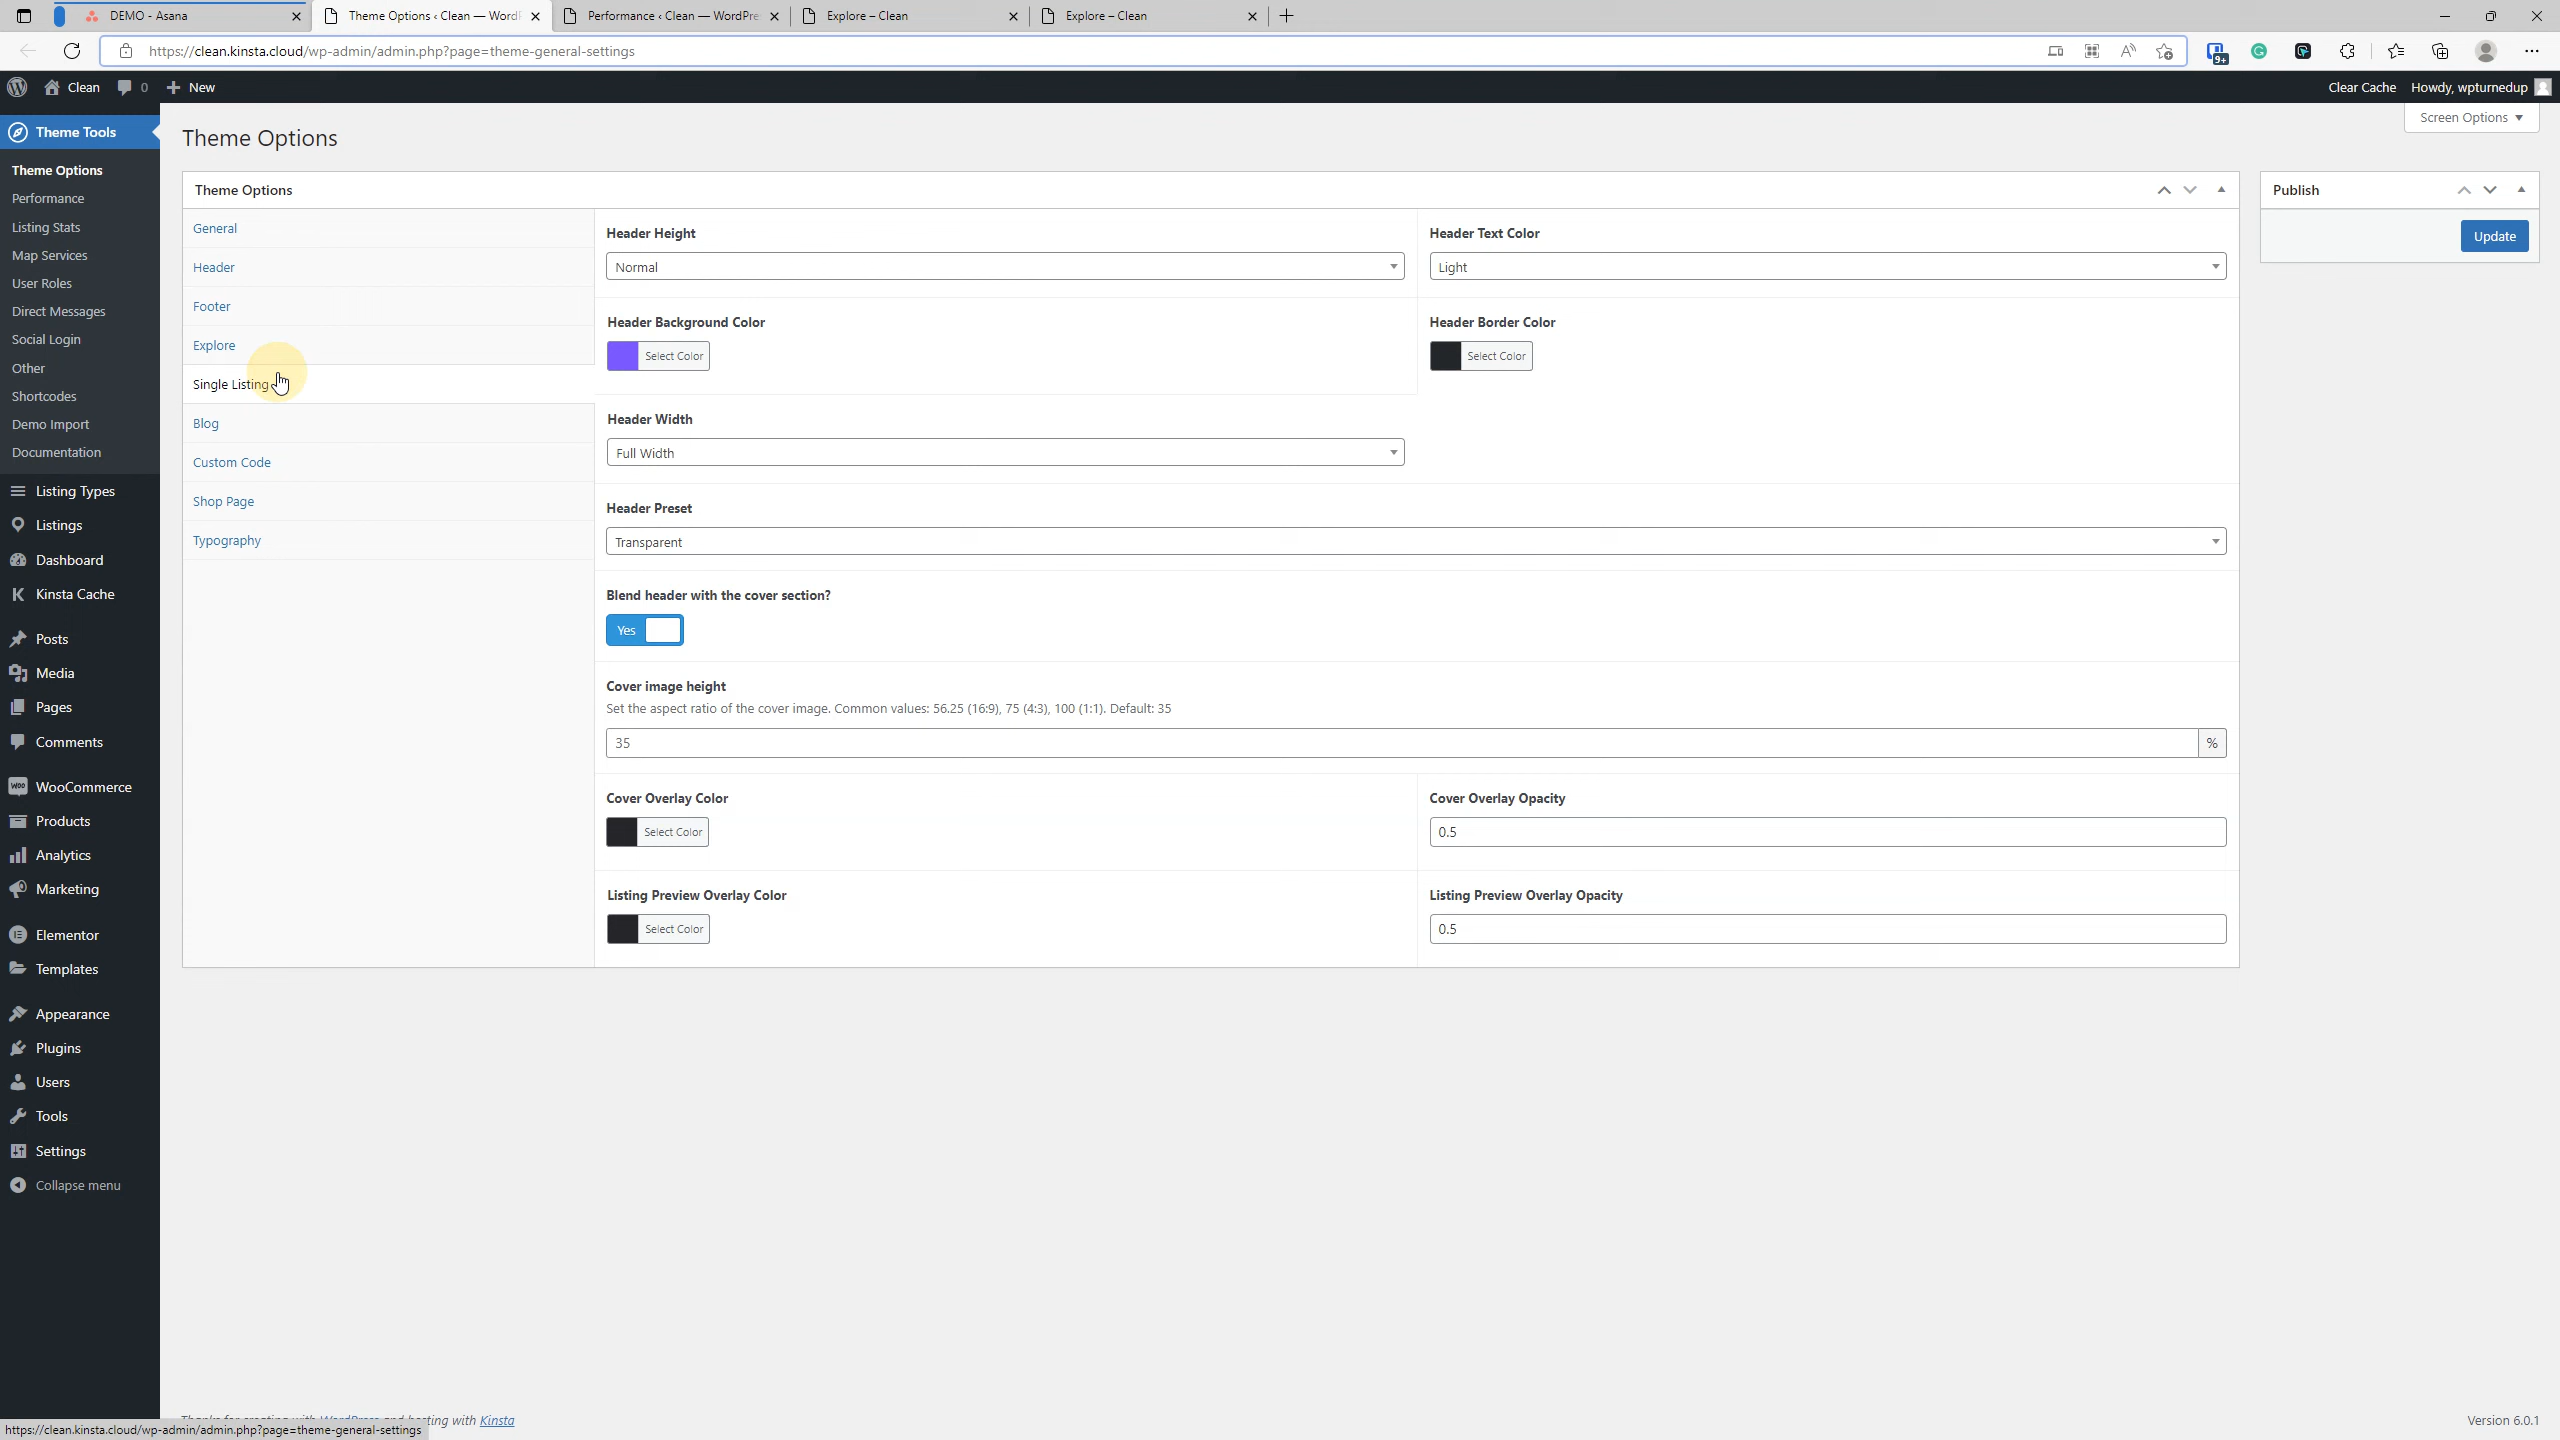 DEMO - Asana
Theme Options ‹ Clean — WordP
Performance ‹ Clean — WordPre
Explore – Clean
Explore – Clean
https://clean.kinsta.cloud/wp-admin/admin.php?page=theme-general-settings
9+
Clean
0
New
Clear Cache
Howdy, wpturnedup
Theme Tools
Theme Options
Performance
Listing Stats
Map Services
User Roles
Direct Messages
Social Login
Other
Shortcodes
Demo Import
Documentation
Listing Types
Listings
Dashboard
Kinsta Cache
Posts
Media
Pages
Comments
WooCommerce
Products
Analytics
Marketing
Elementor
Templates
Appearance
Plugins
Users
Tools
Settings
Collapse menu
Theme Options
Screen Options
Theme Options
General
Header
Footer
Explore
Single Listing
Blog
Custom Code
Shop Page
Typography
Header Height
Normal
Header Text Color
Light
Header Background Color
Select Color
Header Border Color
Select Color
Header Width
Full Width
Header Preset
Transparent
Blend header with the cover section?
Yes
Cover image height
Set the aspect ratio of the cover image. Common values: 56.25 (16:9), 75 (4:3), 100 (1:1). Default: 35
35
%
Cover Overlay Color
Select Color
Cover Overlay Opacity
0.5
Listing Preview Overlay Color
Select Color
Listing Preview Overlay Opacity
0.5
Publish
Update
Thanks for creating with WordPress and hosting with Kinsta
Version 6.0.1
https://clean.kinsta.cloud/wp-admin/admin.php?page=theme-general-settings